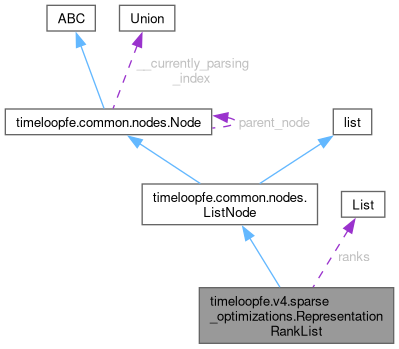 ABC
Union
__currently_parsing
_index
timeloopfe.common.nodes.Node
parent_node
list
timeloopfe.common.nodes.
ListNode
List
ranks
timeloopfe.v4.sparse
_optimizations.Representation
RankList